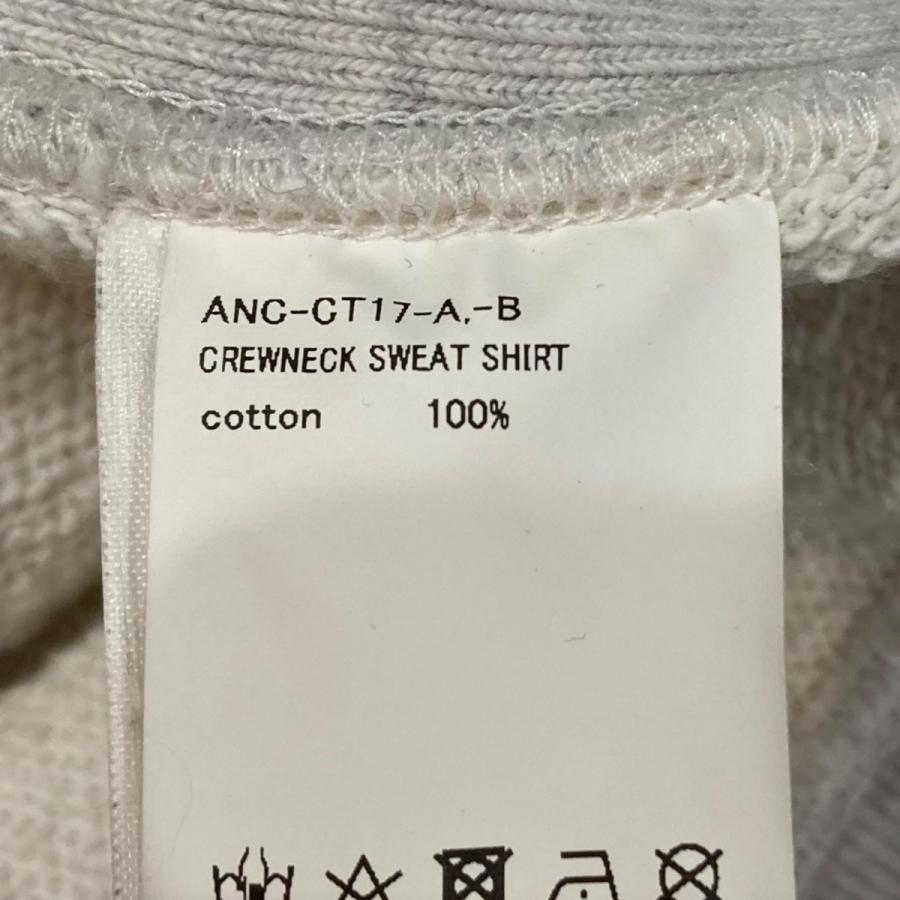 ANC-CT17-A.-B
CREWNECK SWEAT SHIRT
cotton 100%